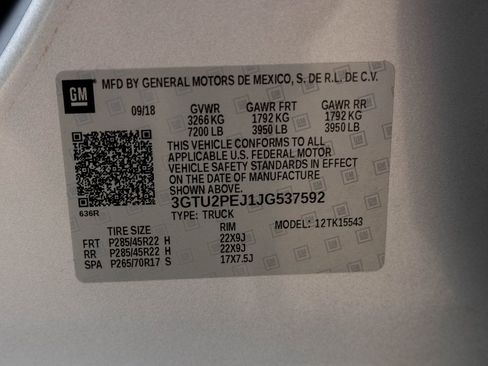 GM
MFD BY GENERAL MOTORS DE MEXICO, S. DE R.L. DE C.V.
09/18 GVWR GAWR FRT GAWR RR
3266 KG 1792 KG 1792 KG
7200 LB 3950 LB 3950 LB
THIS VEHICLE CONFORMS TO ALL
APPLICABLE U.S. FEDERAL MOTOR
VEHICLE SAFETY STANDARDS IN EFFECT
ON THE DATE OF MANUFACTURE
SHOWN ABOVE.
3GTU2PEJ1JG537592
636R
TYPE: TRUCK
MODEL: 12TK15543
TIRE SIZE RIM
FRT P285/45R22 H 22X9J
RR P285/45R22 H 22X9J
SPA P265/70R17 S 17X7.5J